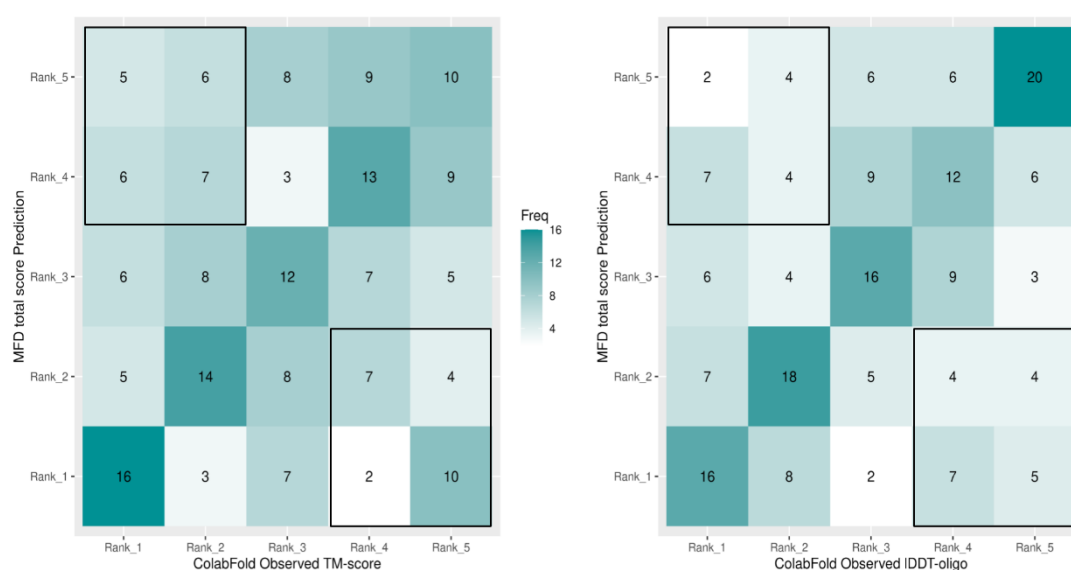 MFD total score Prediction
Rank_5
5 6 8 9 10
Rank_4
6 7 3 13 9
Rank_3
6 8 12 7 5
Rank_2
5 14 8 7 4
Rank_1
16 3 7 2 10
Rank_1 Rank_2 Rank_3 Rank_4 Rank_5
ColabFold Observed TM-score
Freq
16
12
8
4
MFD total score Prediction
Rank_5
2 4 6 6 20
Rank_4
7 4 9 12 6
Rank_3
6 4 16 9 3
Rank_2
7 18 5 4 4
Rank_1
16 8 2 7 5
Rank_1 Rank_2 Rank_3 Rank_4 Rank_5
ColabFold Observed lDDT-oligo